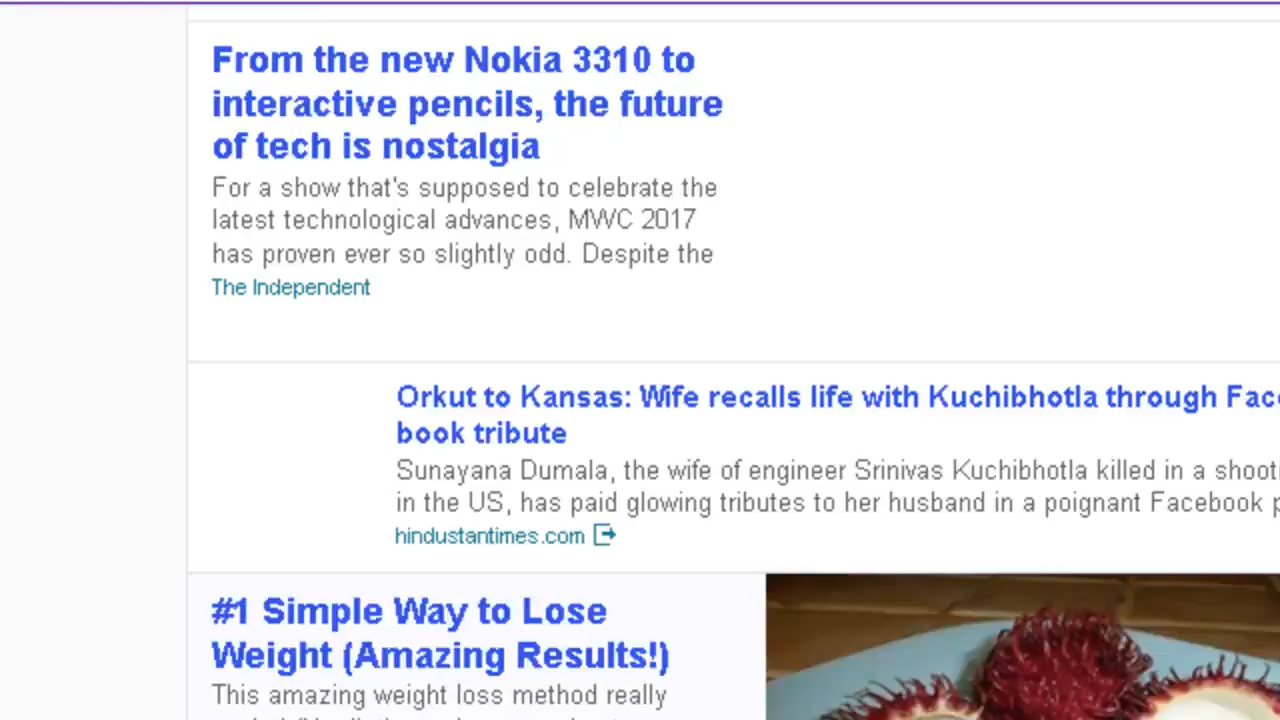 From the new Nokia 3310 to
interactive pencils, the future
of tech is nostalgia
For a show that's supposed to celebrate the
latest technological advances, MWC 2017
has proven ever so slightly odd. Despite the
The Independent
Orkut to Kansas: Wife recalls life with Kuchibhotla through Fac
book tribute
Sunayana Dumala, the wife of engineer Srinivas Kuchibhotla killed in a shoot
in the US, has paid glowing tributes to her husband in a poignant Facebook
hindustantimes.com
#1 Simple Way to Lose
Weight (Amazing Results!)
This amazing weight loss method really